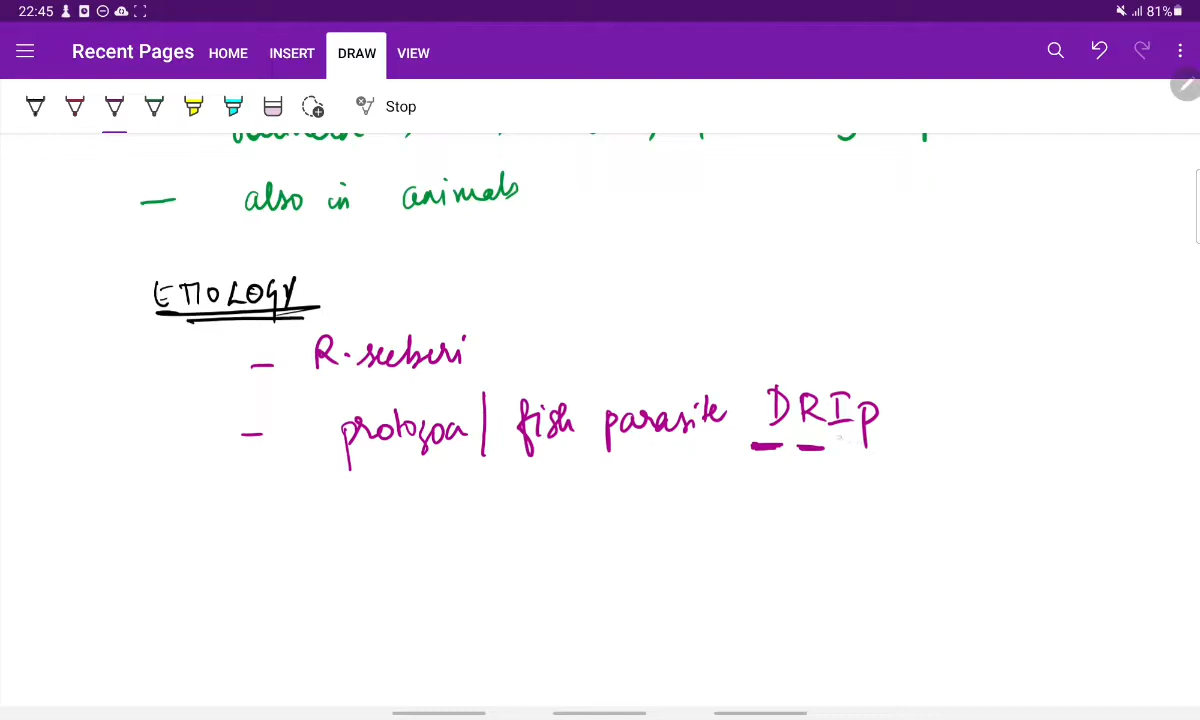 22:45 81%
Recent Pages HOME INSERT DRAW VIEW
Stop
— also in animals
ETIOLOGY
– R. seeberi
– protozoa / fish parasite DRIP